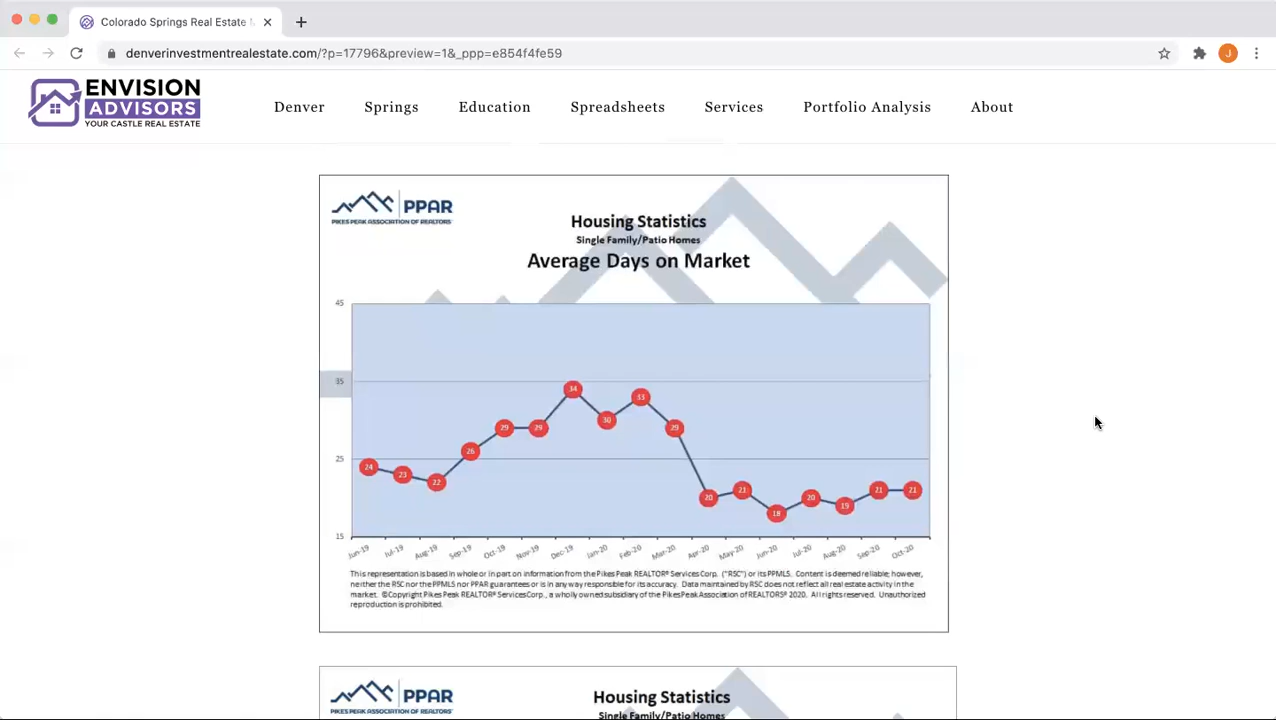 Colorado Springs Real Estate M
denverinvestmentrealestate.com/?p=17796&preview=1&_ppp=e854f4fe59
J
ENVISION
ADVISORS
YOUR CASTLE REAL ESTATE
Denver Springs Education Spreadsheets Services Portfolio Analysis About
PPAR
PIKES PEAK ASSOCIATION OF REALTORS®
Housing Statistics
Single Family/Patio Homes
Average Days on Market
45
35
25
15
24 23 22 26 29 29 34 30 33 29 20 21 18 20 19 21 21
Jun-19 Jul-19 Aug-19 Sep-19 Oct-19 Nov-19 Dec-19 Jan-20 Feb-20 Mar-20 Apr-20 May-20 Jun-20 Jul-20 Aug-20 Sep-20 Oct-20
This representation is based in whole or in part on information from the Pikes Peak REALTOR® Services Corp. ("RSC") or its PPMLS. Content is deemed reliable; however,
neither the RSC nor the PPMLS nor PPAR guarantees or is in any way responsible for its accuracy. Data maintained by RSC does not reflect all real estate activity in the
market. ©Copyright Pikes Peak REALTOR® Services Corp., a wholly owned subsidiary of the Pikes Peak Association of REALTORS® 2020. All rights reserved. Unauthorized
reproduction is prohibited.
PPAR
PIKES PEAK ASSOCIATION OF REALTORS®
Housing Statistics
Single Family/Patio Homes